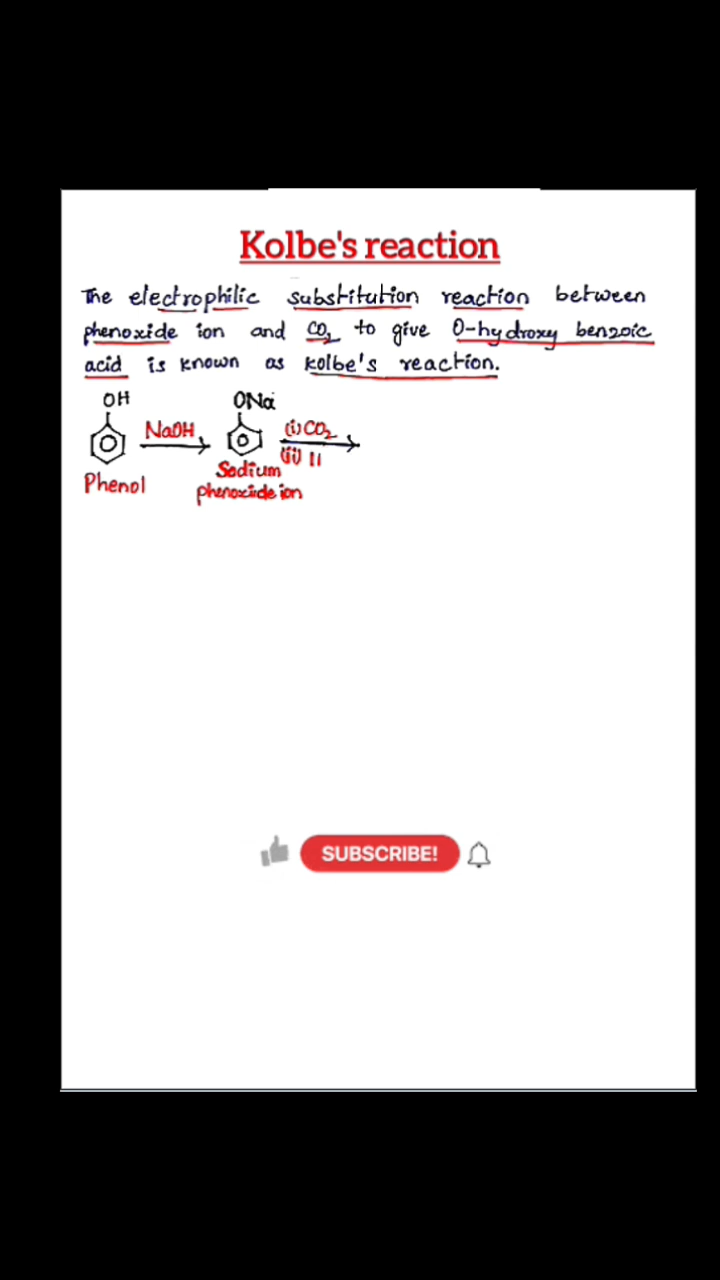 Kolbe's reaction
The electrophilic substitution reaction between
phenoxide ion and CO₂ to give O-hydroxy benzoic
acid is known as kolbe's reaction.
OH ONa
NaOH (i) CO₂
(ii) H
Phenol Sodium
phenoxide ion
SUBSCRIBE!